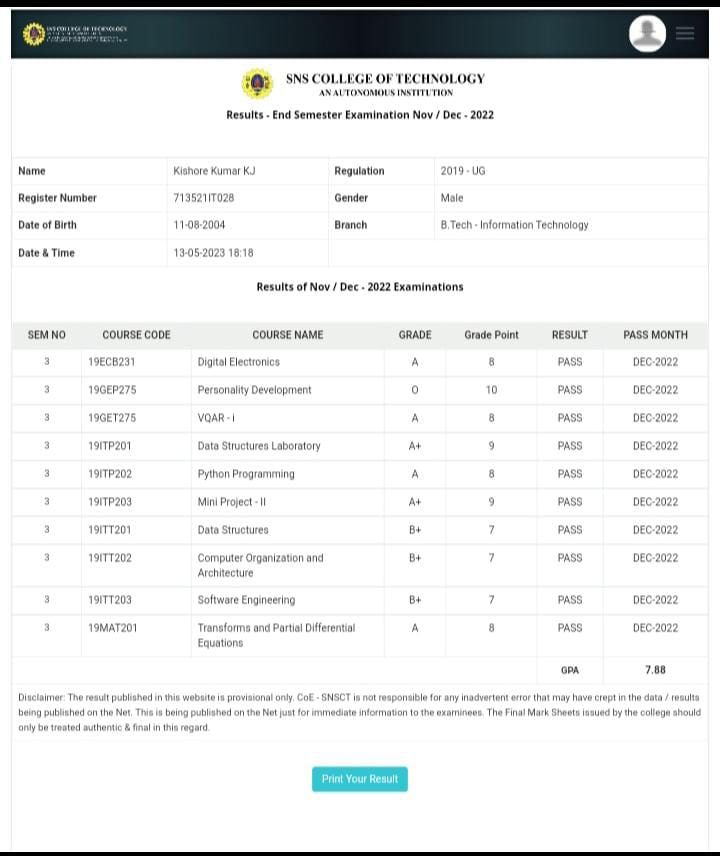 SNS COLLEGE OF TECHNOLOGY
SNS COLLEGE OF TECHNOLOGY
AN AUTONOMOUS INSTITUTION
Results - End Semester Examination Nov / Dec - 2022
Name Kishore Kumar KJ Regulation 2019 - UG
Register Number 713521IT028 Gender Male
Date of Birth 11-08-2004 Branch B.Tech - Information Technology
Date & Time 13-05-2023 18:18
Results of Nov / Dec - 2022 Examinations
SEM NO COURSE CODE COURSE NAME GRADE Grade Point RESULT PASS MONTH
3 19ECB231 Digital Electronics A 8 PASS DEC-2022
3 19GEP275 Personality Development O 10 PASS DEC-2022
3 19GET275 VQAR - I A 8 PASS DEC-2022
3 19ITP201 Data Structures Laboratory A+ 9 PASS DEC-2022
3 19ITP202 Python Programming A 8 PASS DEC-2022
3 19ITP203 Mini Project - II A+ 9 PASS DEC-2022
3 19ITT201 Data Structures B+ 7 PASS DEC-2022
3 19ITT202 Computer Organization and B+ 7 PASS DEC-2022
Architecture
3 19ITT203 Software Engineering B+ 7 PASS DEC-2022
3 19MAT201 Transforms and Partial Differential A 8 PASS DEC-2022
Equations
GPA 7.88
Disclaimer: The result published in this website is provisional only. CoE - SNSCT is not responsible for any inadvertent error that may have crept in the data / results
being published on the Net. This is being published on the Net just for immediate information to the examinees. The Final Mark Sheets issued by the college should
only be treated authentic & final in this regard.
Print Your Result